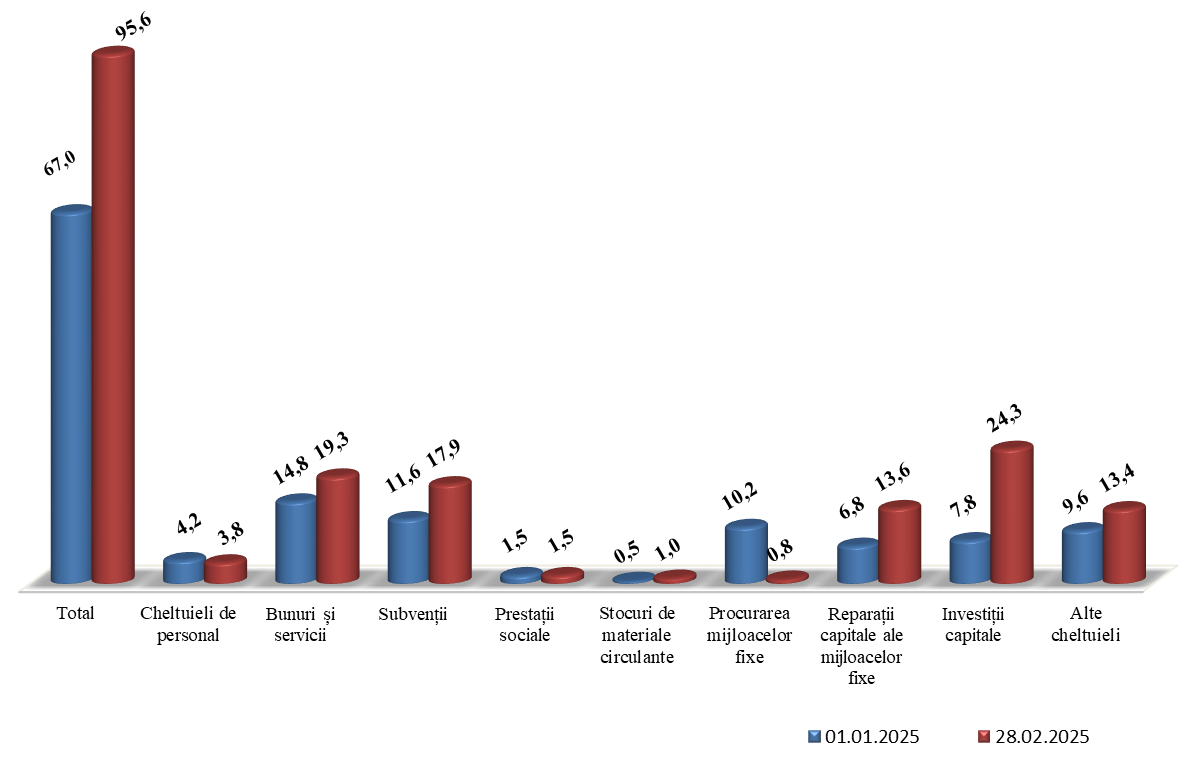 95,6
67,0
4,2
3,8
14,8
19,3
11,6
17,9
1,5
1,5
0,5
1,0
10,2
0,8
6,8
13,6
7,8
24,3
9,6
13,4
Total
Cheltuieli de
personal
Bunuri și
servicii
Subvenții
Prestații
sociale
Stocuri de
materiale
circulante
Procurarea
mijloacelor
fixe
Reparații
capitale ale
mijloacelor
fixe
Investiții
capitale
Alte
cheltuieli
01.01.2025
28.02.2025